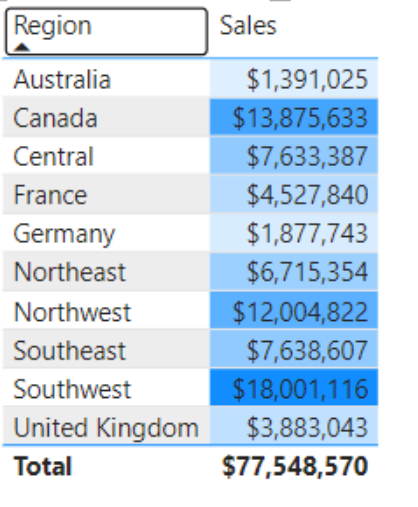 Region Sales
Australia $1,391,025
Canada $13,875,633
Central $7,633,387
France $4,527,840
Germany $1,877,743
Northeast $6,715,354
Northwest $12,004,822
Southeast $7,638,607
Southwest $18,001,116
United Kingdom $3,883,043
Total $77,548,570